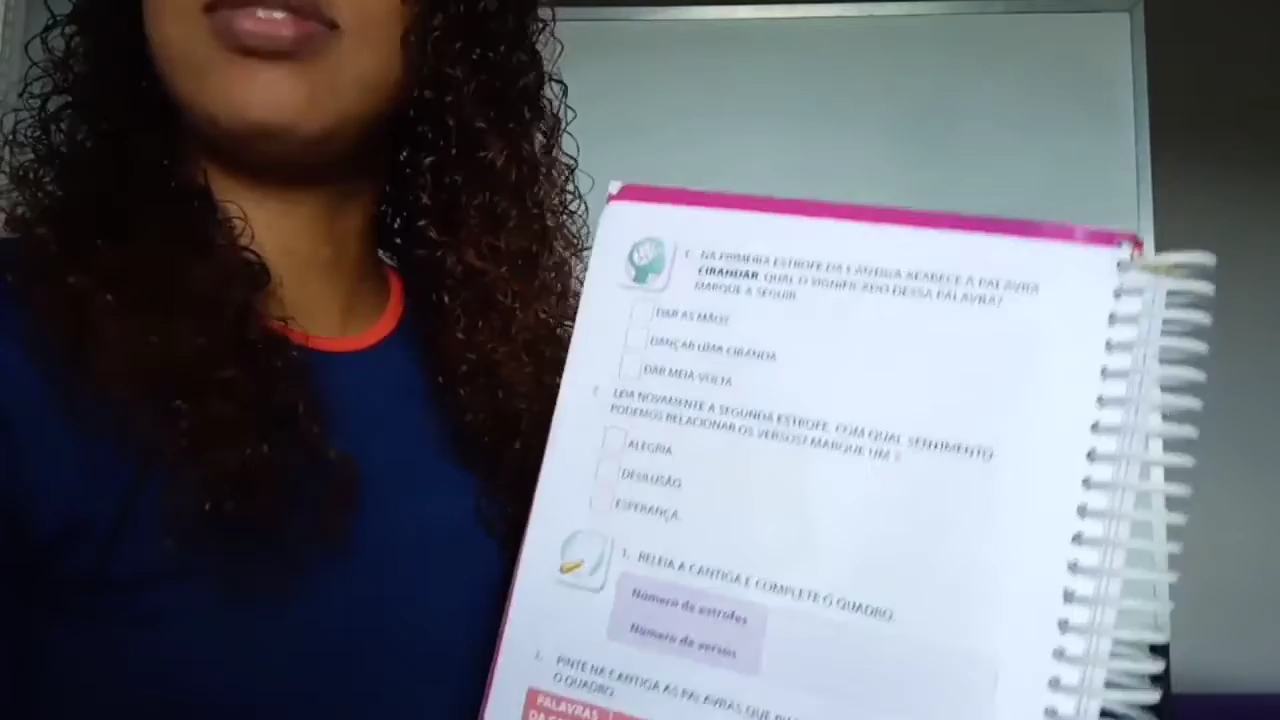 1. NA PRIMEIRA ESTROFE DA CANTIGA APARECE A PALAVRA
CIRANDAR. QUAL O SIGNIFICADO DESSA PALAVRA?
MARQUE A SEGUIR.
DAR AS MÃOS
DANÇAR UMA CIRANDA
DAR MEIA-VOLTA
2. LEIA NOVAMENTE A SEGUNDA ESTROFE. COM QUAL SENTIMENTO
PODEMOS RELACIONAR OS VERSOS? MARQUE UM X
ALEGRIA
DESILUSÃO
ESPERANÇA
1. RELEIA A CANTIGA E COMPLETE O QUADRO.
Número de estrofes
Número de versos
2. PINTE NA CANTIGA AS PALAVRAS QUE
O QUADRO.
PALAVRAS